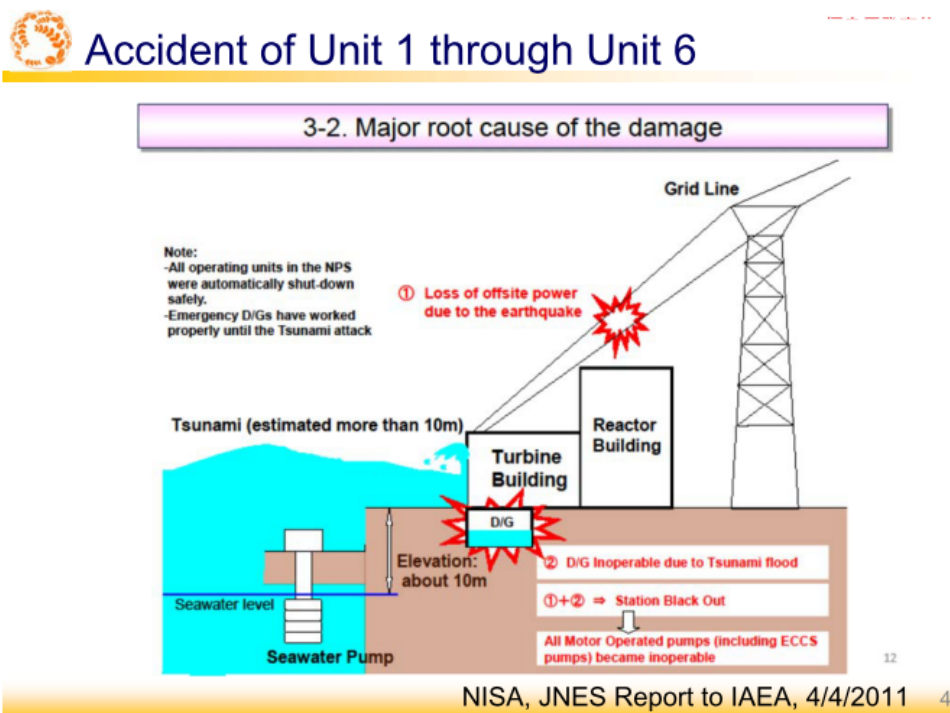 Accident of Unit 1 through Unit 6
3-2. Major root cause of the damage
Grid Line
Note:
-All operating units in the NPS
were automatically shut-down
safely.
-Emergency D/Gs have worked
properly until the Tsunami attack
① Loss of offsite power
due to the earthquake
Tsunami (estimated more than 10m)
Reactor
Building
Turbine
Building
D/G
Elevation:
about 10m
② D/G Inoperable due to Tsunami flood
Seawater level
①+② ⇒ Station Black Out
All Motor Operated pumps (including ECCS
pumps) became inoperable
Seawater Pump
12
NISA, JNES Report to IAEA, 4/4/2011
4